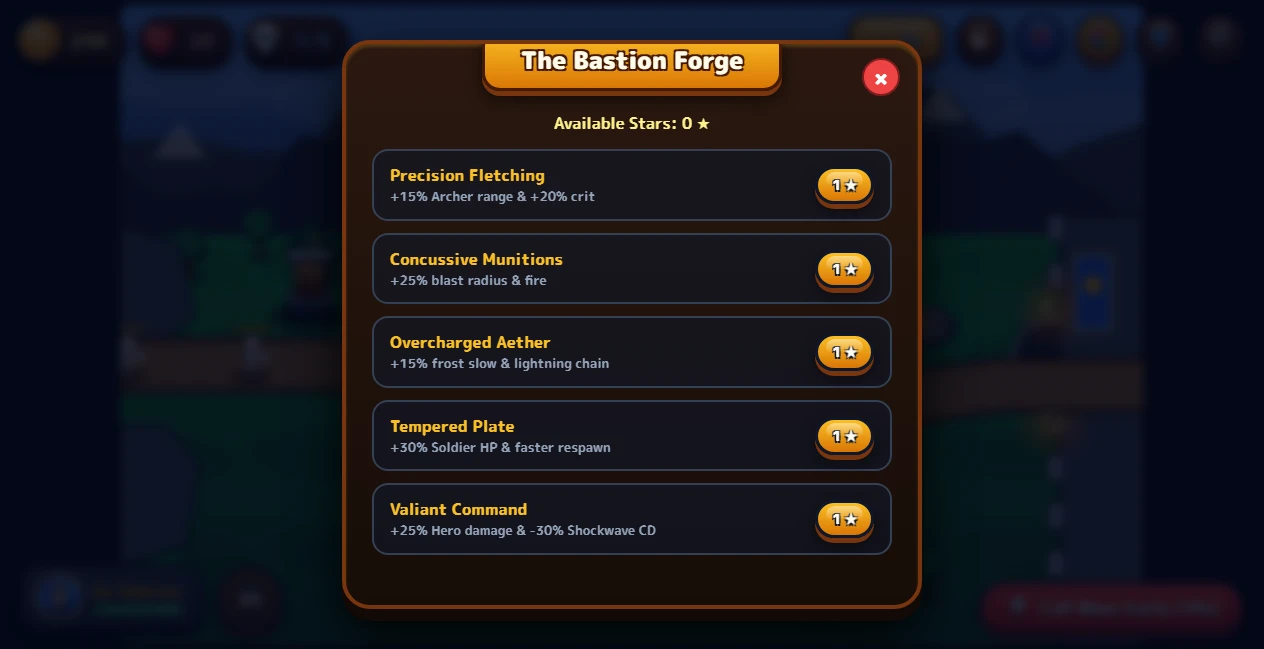 The Bastion Forge
Available Stars: 0 ★
Precision Fletching
+15% Archer range & +20% crit
1 ★
Concussive Munitions
+25% blast radius & fire
1 ★
Overcharged Aether
+15% frost slow & lightning chain
1 ★
Tempered Plate
+30% Soldier HP & faster respawn
1 ★
Valiant Command
+25% Hero damage & -30% Shockwave CD
1 ★